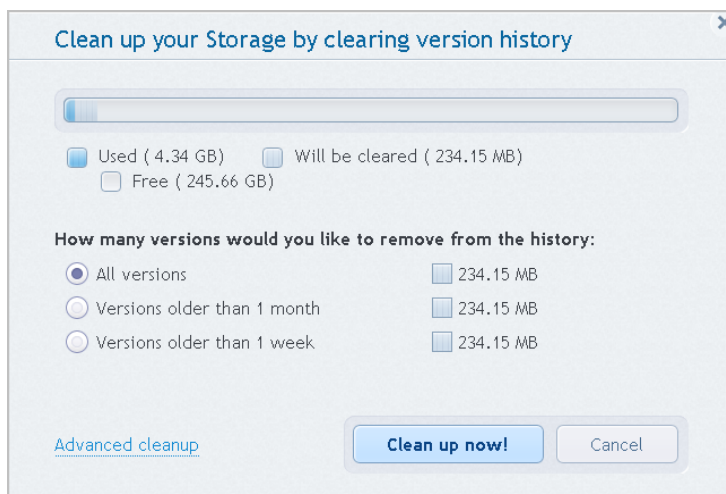 Clean up your Storage by clearing version history
Used ( 4.34 GB) Will be cleared ( 234.15 MB)
Free ( 245.66 GB)
How many versions would you like to remove from the history:
All versions 234.15 MB
Versions older than 1 month 234.15 MB
Versions older than 1 week 234.15 MB
Advanced cleanup Clean up now! Cancel